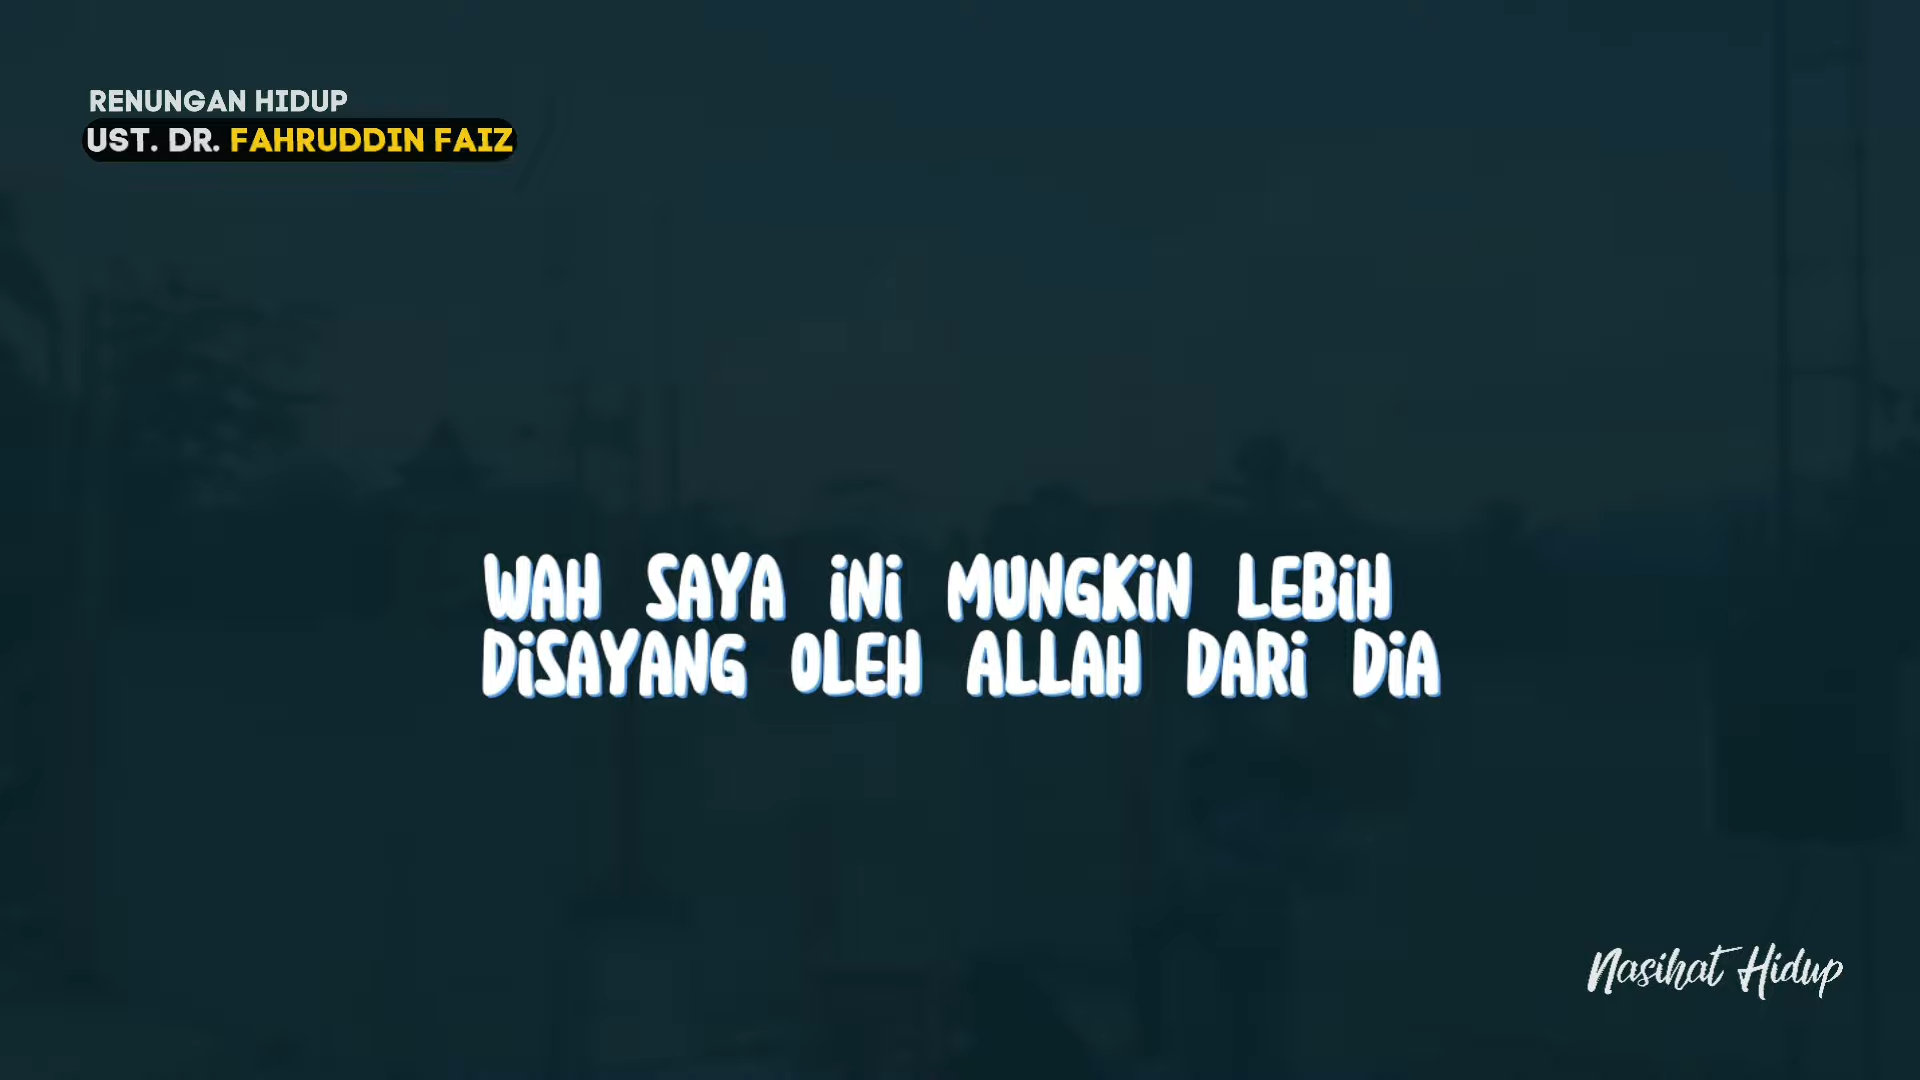 RENUNGAN HIDUP
UST. DR. FAHRUDDIN FAIZ
WAH SAYA iNi MUNGKiN LEBiH
DiSAYANG OLEH ALLAH DARi DiA
Nasihat Hidup